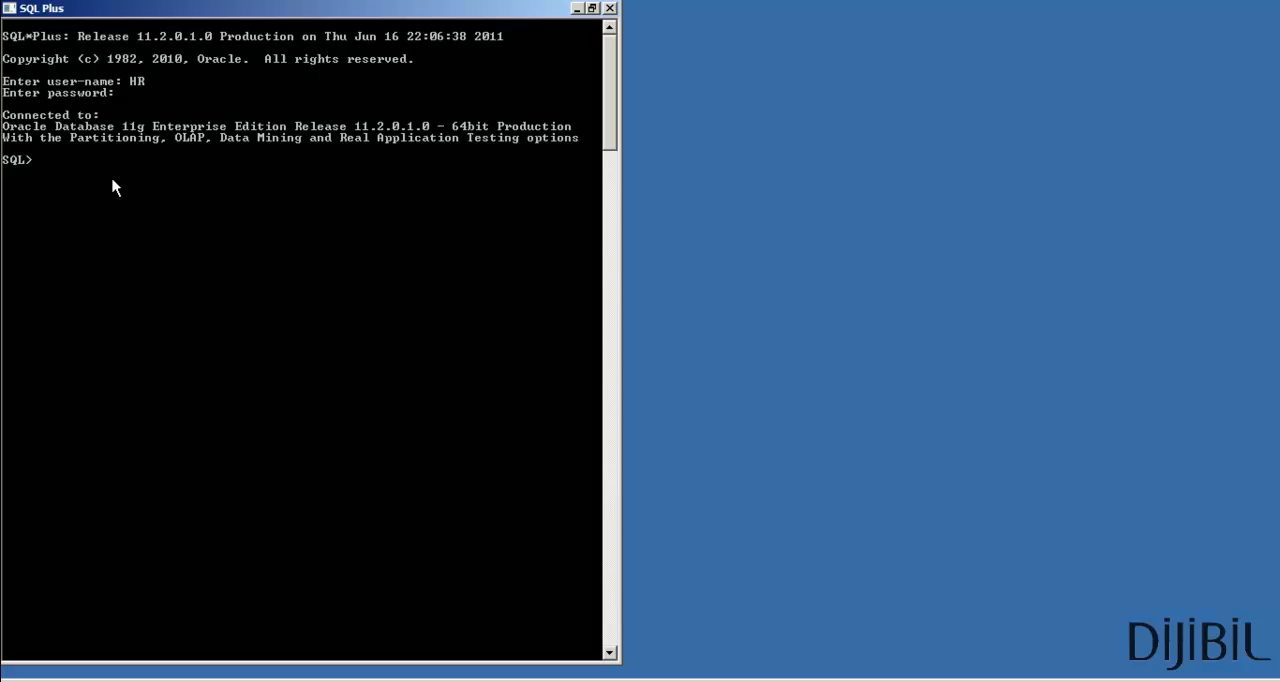 SQL Plus
SQL*Plus: Release 11.2.0.1.0 Production on Thu Jun 16 22:06:38 2011
Copyright (c) 1982, 2010, Oracle.  All rights reserved.
Enter user-name: HR
Enter password:
Connected to:
Oracle Database 11g Enterprise Edition Release 11.2.0.1.0 - 64bit Production
With the Partitioning, OLAP, Data Mining and Real Application Testing options
SQL>
DiJiBiL